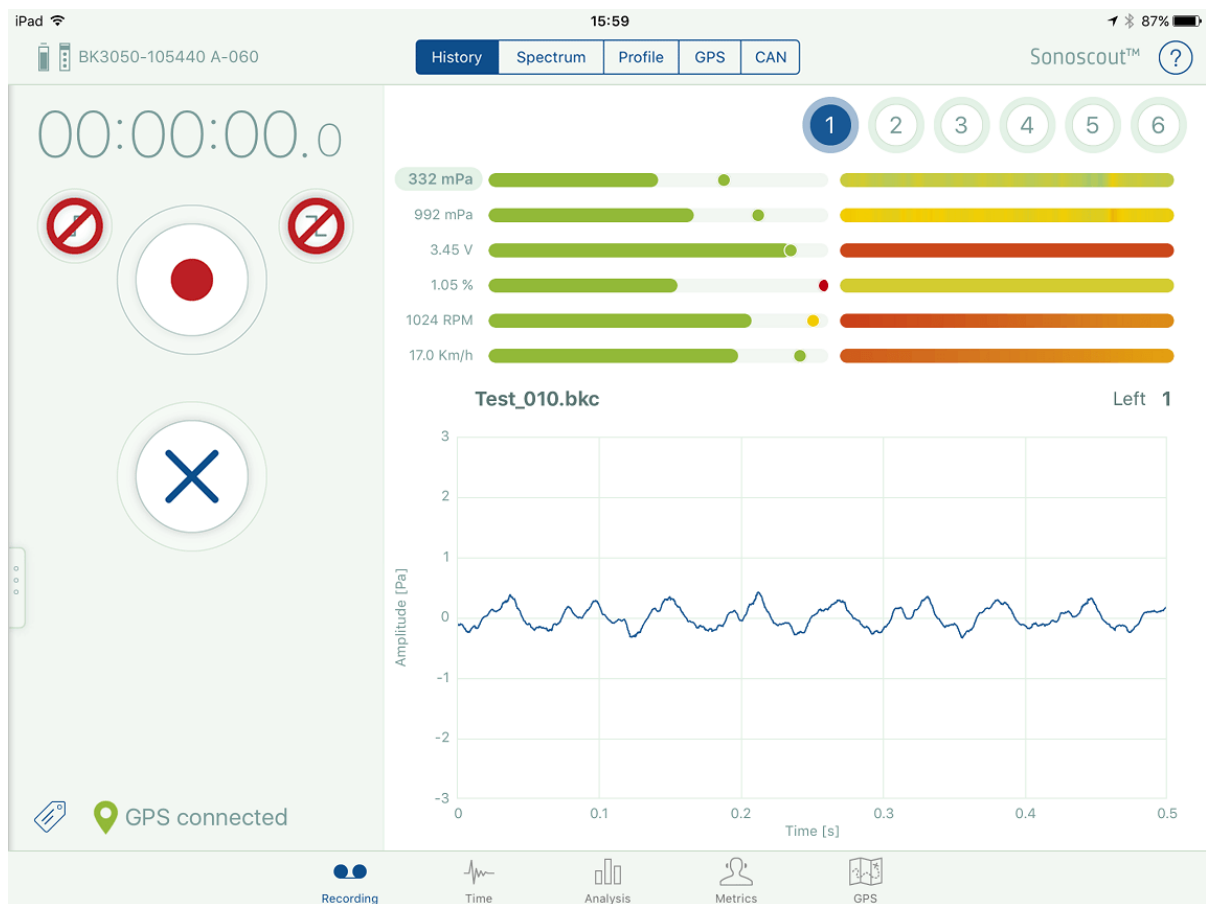 iPad 15:59 87%
BK3050-105440 A-060 History Spectrum Profile GPS CAN Sonoscout™ ?
00:00:00.0
1 2 3 4 5 6
332 mPa
992 mPa
3.45 V
1.05 %
1024 RPM
17.0 Km/h
Test_010.bkc Left 1
3
2
1
0
-1
-2
-3
Amplitude [Pa]
0 0.1 0.2 0.3 0.4 0.5
Time [s]
GPS connected
Recording Time Analysis Metrics GPS